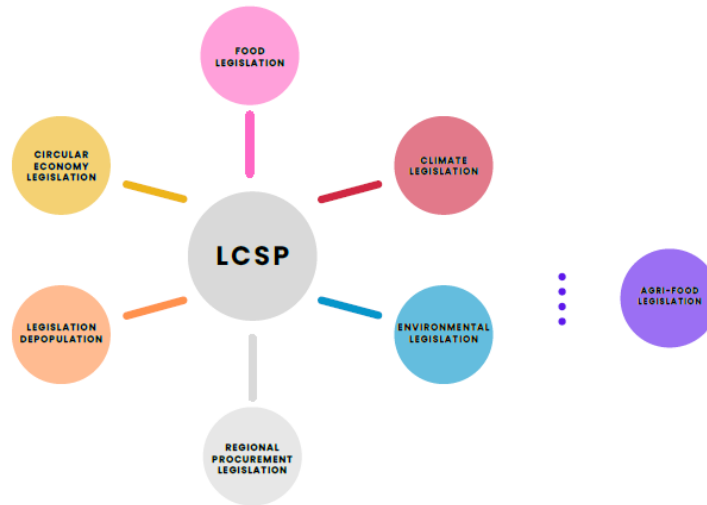 FOOD
LEGISLATION
CIRCULAR
ECONOMY
LEGISLATION
CLIMATE
LEGISLATION
LCSP
AGRI-FOOD
LEGISLATION
LEGISLATION
DEPOPULATION
ENVIRONMENTAL
LEGISLATION
REGIONAL
PROCUREMENT
LEGISLATION